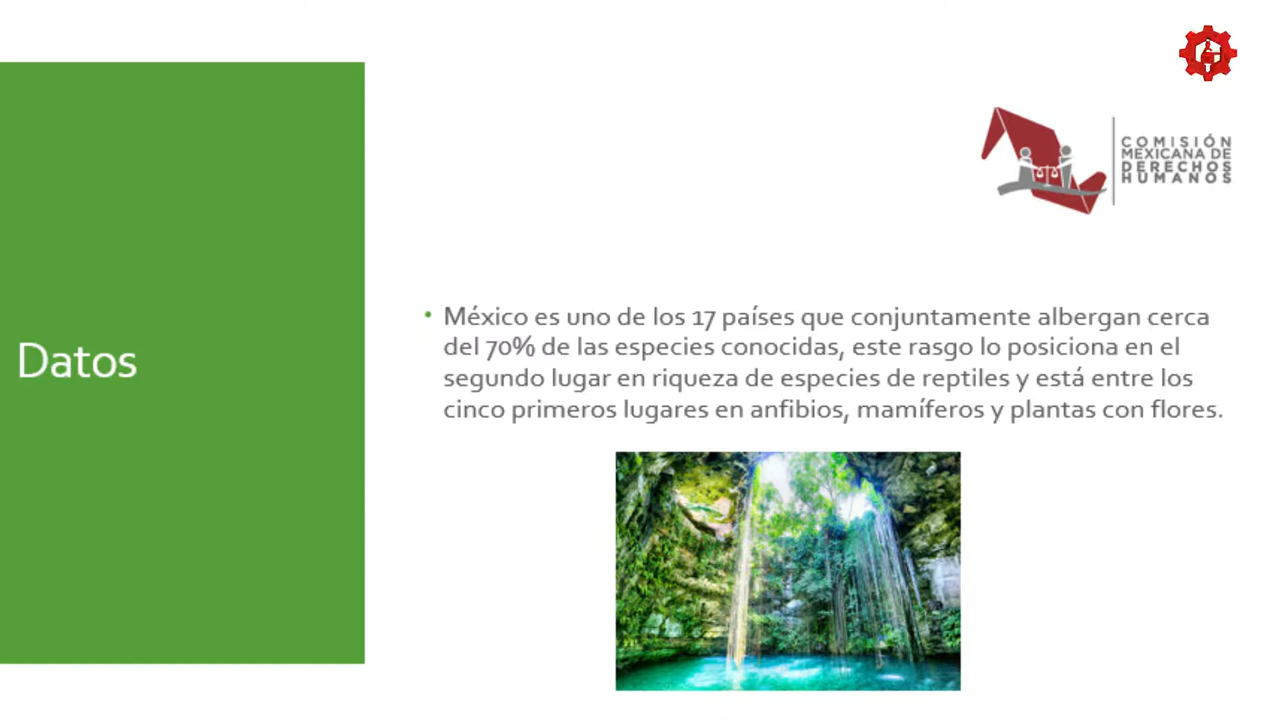 COMISIÓN
MEXICANA DE
DERECHOS
HUMANOS
Datos
• México es uno de los 17 países que conjuntamente albergan cerca
del 70% de las especies conocidas, este rasgo lo posiciona en el
segundo lugar en riqueza de especies de reptiles y está entre los
cinco primeros lugares en anfibios, mamíferos y plantas con flores.